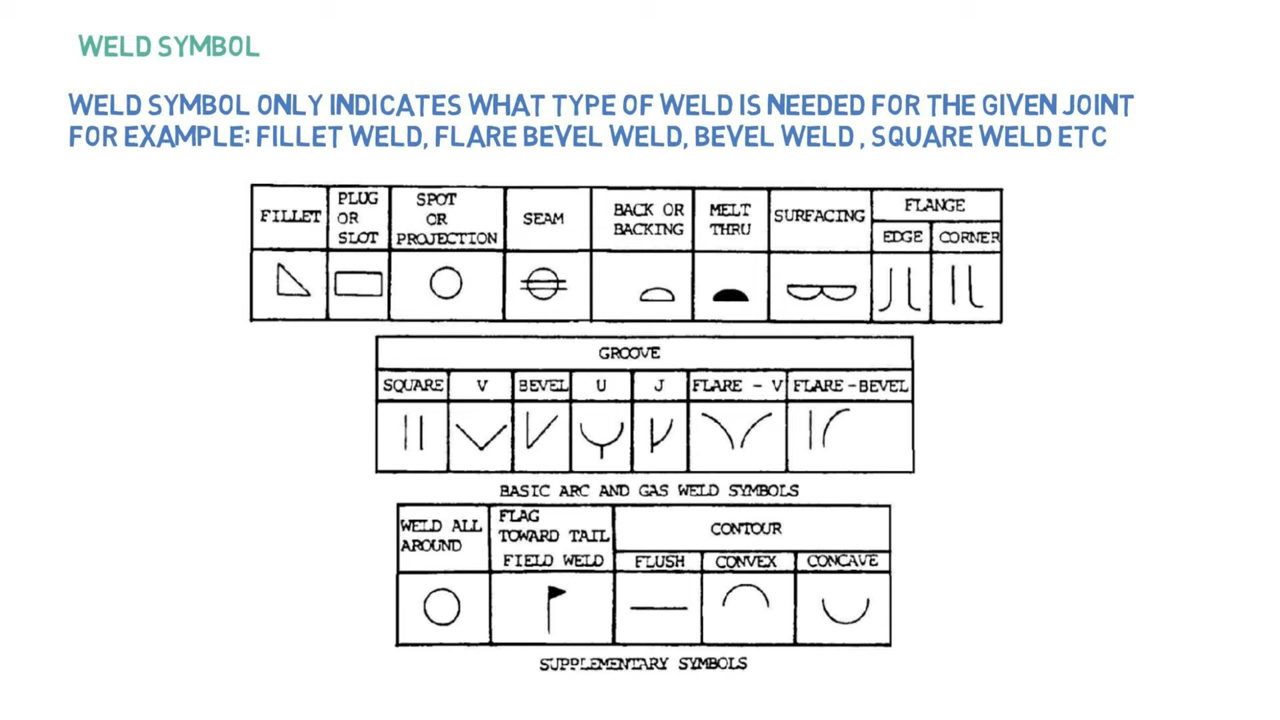 WELD SYMBOL
WELD SYMBOL ONLY INDICATES WHAT TYPE OF WELD IS NEEDED FOR THE GIVEN JOINT
FOR EXAMPLE: FILLET WELD, FLARE BEVEL WELD, BEVEL WELD , SQUARE WELD ETC
FILLET
PLUG
OR
SLOT
SPOT
OR
PROJECTION
SEAM
BACK OR
BACKING
MELT
THRU
SURFACING
FLANGE
EDGE
CORNER
GROOVE
SQUARE
V
BEVEL
U
J
FLARE - V
FLARE-BEVEL
BASIC ARC AND GAS WELD SYMBOLS
WELD ALL
AROUND
FLAG
TOWARD TAIL
FIELD WELD
CONTOUR
FLUSH
CONVEX
CONCAVE
SUPPLEMENTARY SYMBOLS